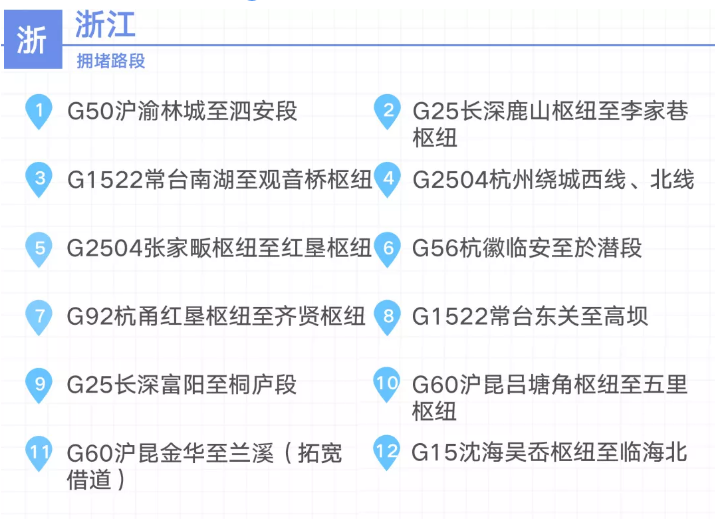 浙
浙江
拥堵路段
1 G50沪渝林城至泗安段
2 G25长深鹿山枢纽至李家巷
枢纽
3 G1522常台南湖至观音桥枢纽
4 G2504杭州绕城西线、北线
5 G2504张家畈枢纽至红垦枢纽
6 G56杭徽临安至於潜段
7 G92杭甬红垦枢纽至齐贤枢纽
8 G1522常台东关至高坝
9 G25长深富阳至桐庐段
10 G60沪昆吕塘角枢纽至五里
枢纽
11 G60沪昆金华至兰溪（拓宽
借道）
12 G15沈海吴岙枢纽至临海北